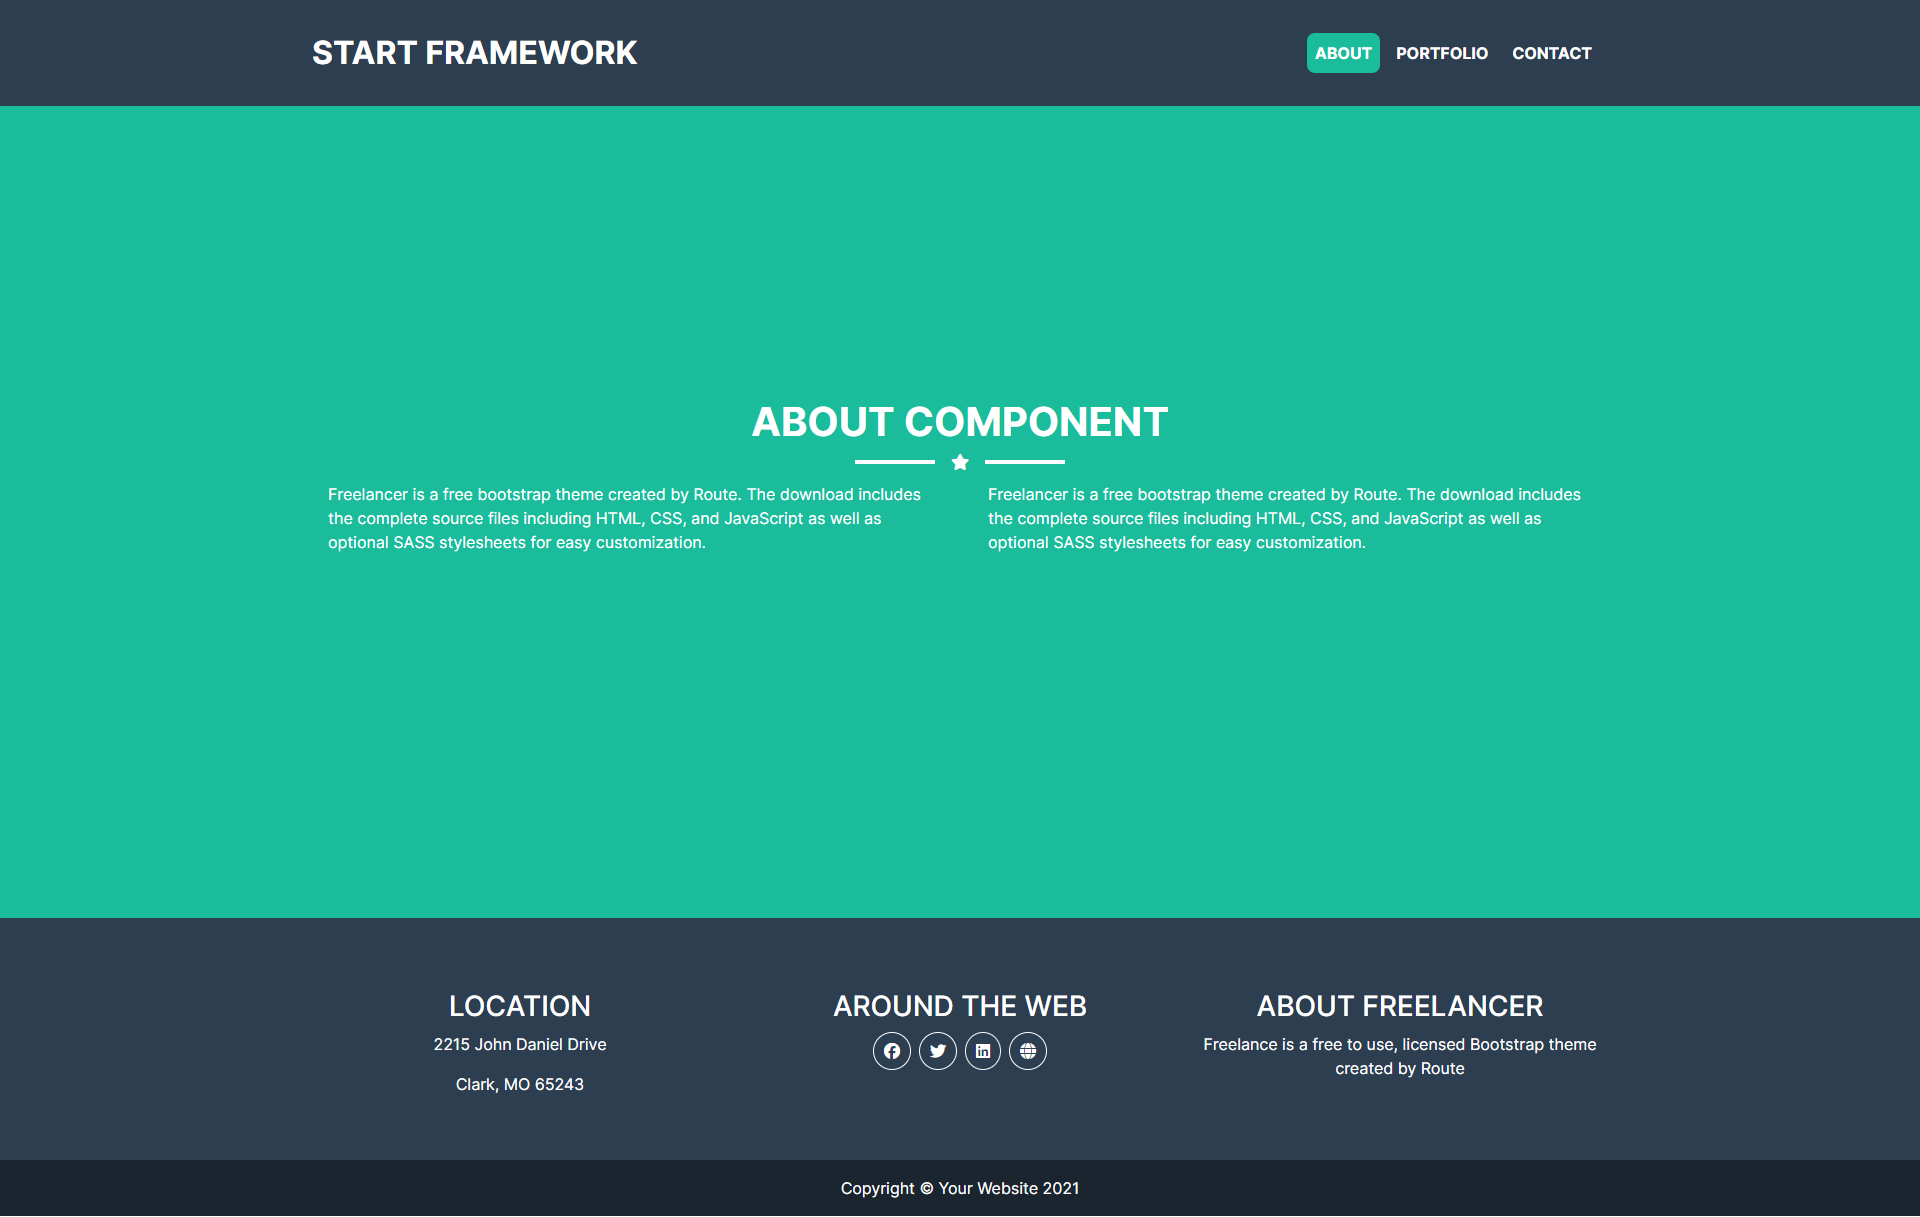 START FRAMEWORK
ABOUT
PORTFOLIO
CONTACT
ABOUT COMPONENT
Freelancer is a free bootstrap theme created by Route. The download includes
the complete source files including HTML, CSS, and JavaScript as well as
optional SASS stylesheets for easy customization.
Freelancer is a free bootstrap theme created by Route. The download includes
the complete source files including HTML, CSS, and JavaScript as well as
optional SASS stylesheets for easy customization.
LOCATION
2215 John Daniel Drive
Clark, MO 65243
AROUND THE WEB
ABOUT FREELANCER
Freelance is a free to use, licensed Bootstrap theme
created by Route
Copyright © Your Website 2021